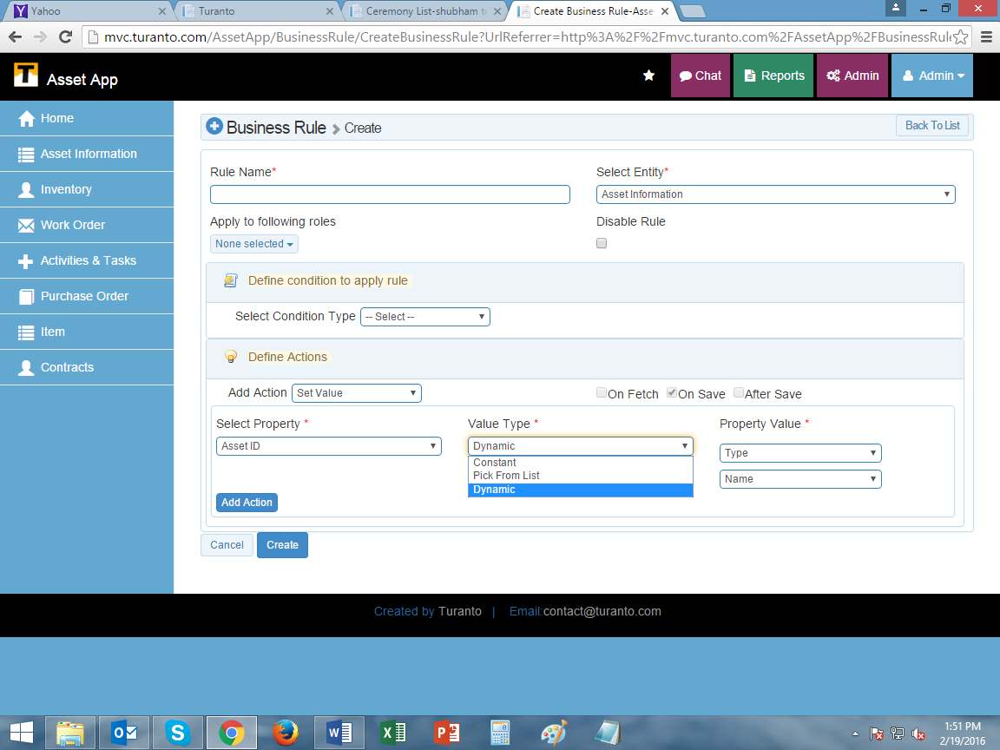 Yahoo
Turanto
Ceremony List-shubham t
Create Business Rule-Asse
mvc.turanto.com/AssetApp/BusinessRule/CreateBusinessRule?UrlReferrer=http%3A%2F%2Fmvc.turanto.com%2FAssetApp%2FBusinessRul
T Asset App
Chat
Reports
Admin
Admin
Home
Asset Information
Inventory
Work Order
Activities & Tasks
Purchase Order
Item
Contracts
Business Rule Create
Back To List
Rule Name* Select Entity*
Asset Information
Apply to following roles Disable Rule
None selected
Define condition to apply rule
Select Condition Type -- Select --
Define Actions
Add Action Set Value On Fetch On Save After Save
Select Property * Value Type * Property Value *
Asset ID Dynamic Type
Constant
Pick From List
Dynamic
Name
Add Action
Cancel Create
Created by Turanto | Email:contact@turanto.com
1:51 PM
2/19/2016